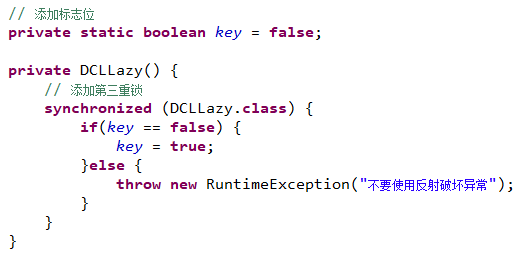 // 添加标志位
private static boolean key = false;
private DCLLazy() {
// 添加第三重锁
synchronized (DCLLazy.class) {
if(key == false) {
key = true;
}else {
throw new RuntimeException("不要使用反射破坏异常");
}
}
}